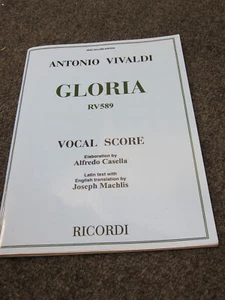 ANTONIO VIVALDI
GLORIA
RV589
VOCAL SCORE
Elaboration by
Alfredo Casella
Latin text with
English translation by
Joseph Machlis
RICORDI